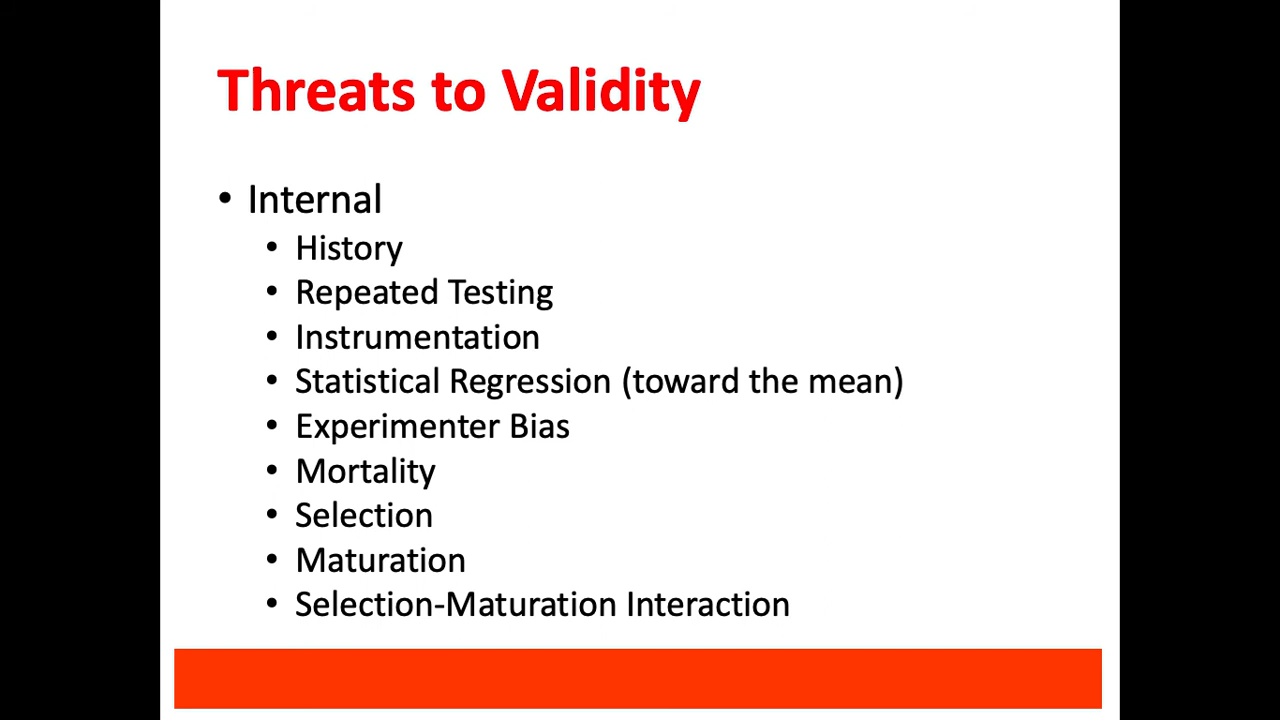 Threats to Validity
• Internal
• History
• Repeated Testing
• Instrumentation
• Statistical Regression (toward the mean)
• Experimenter Bias
• Mortality
• Selection
• Maturation
• Selection-Maturation Interaction